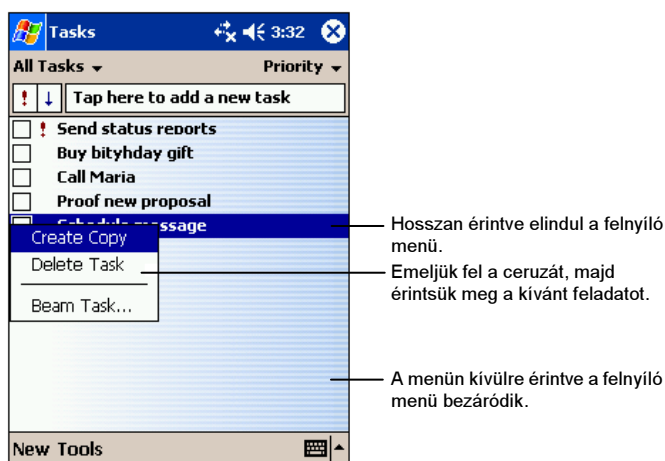 Tasks 3:32
All Tasks Priority
Tap here to add a new task
Send status reports
Buy bityhday gift
Call Maria
Proof new proposal
Schedule message
Create Copy
Delete Task
Beam Task...
New Tools
Hosszan érintve elindul a felnyíló
menü.
Emeljük fel a ceruzát, majd
érintsük meg a kívánt feladatot.
A menün kívülre érintve a felnyíló
menü bezáródik.